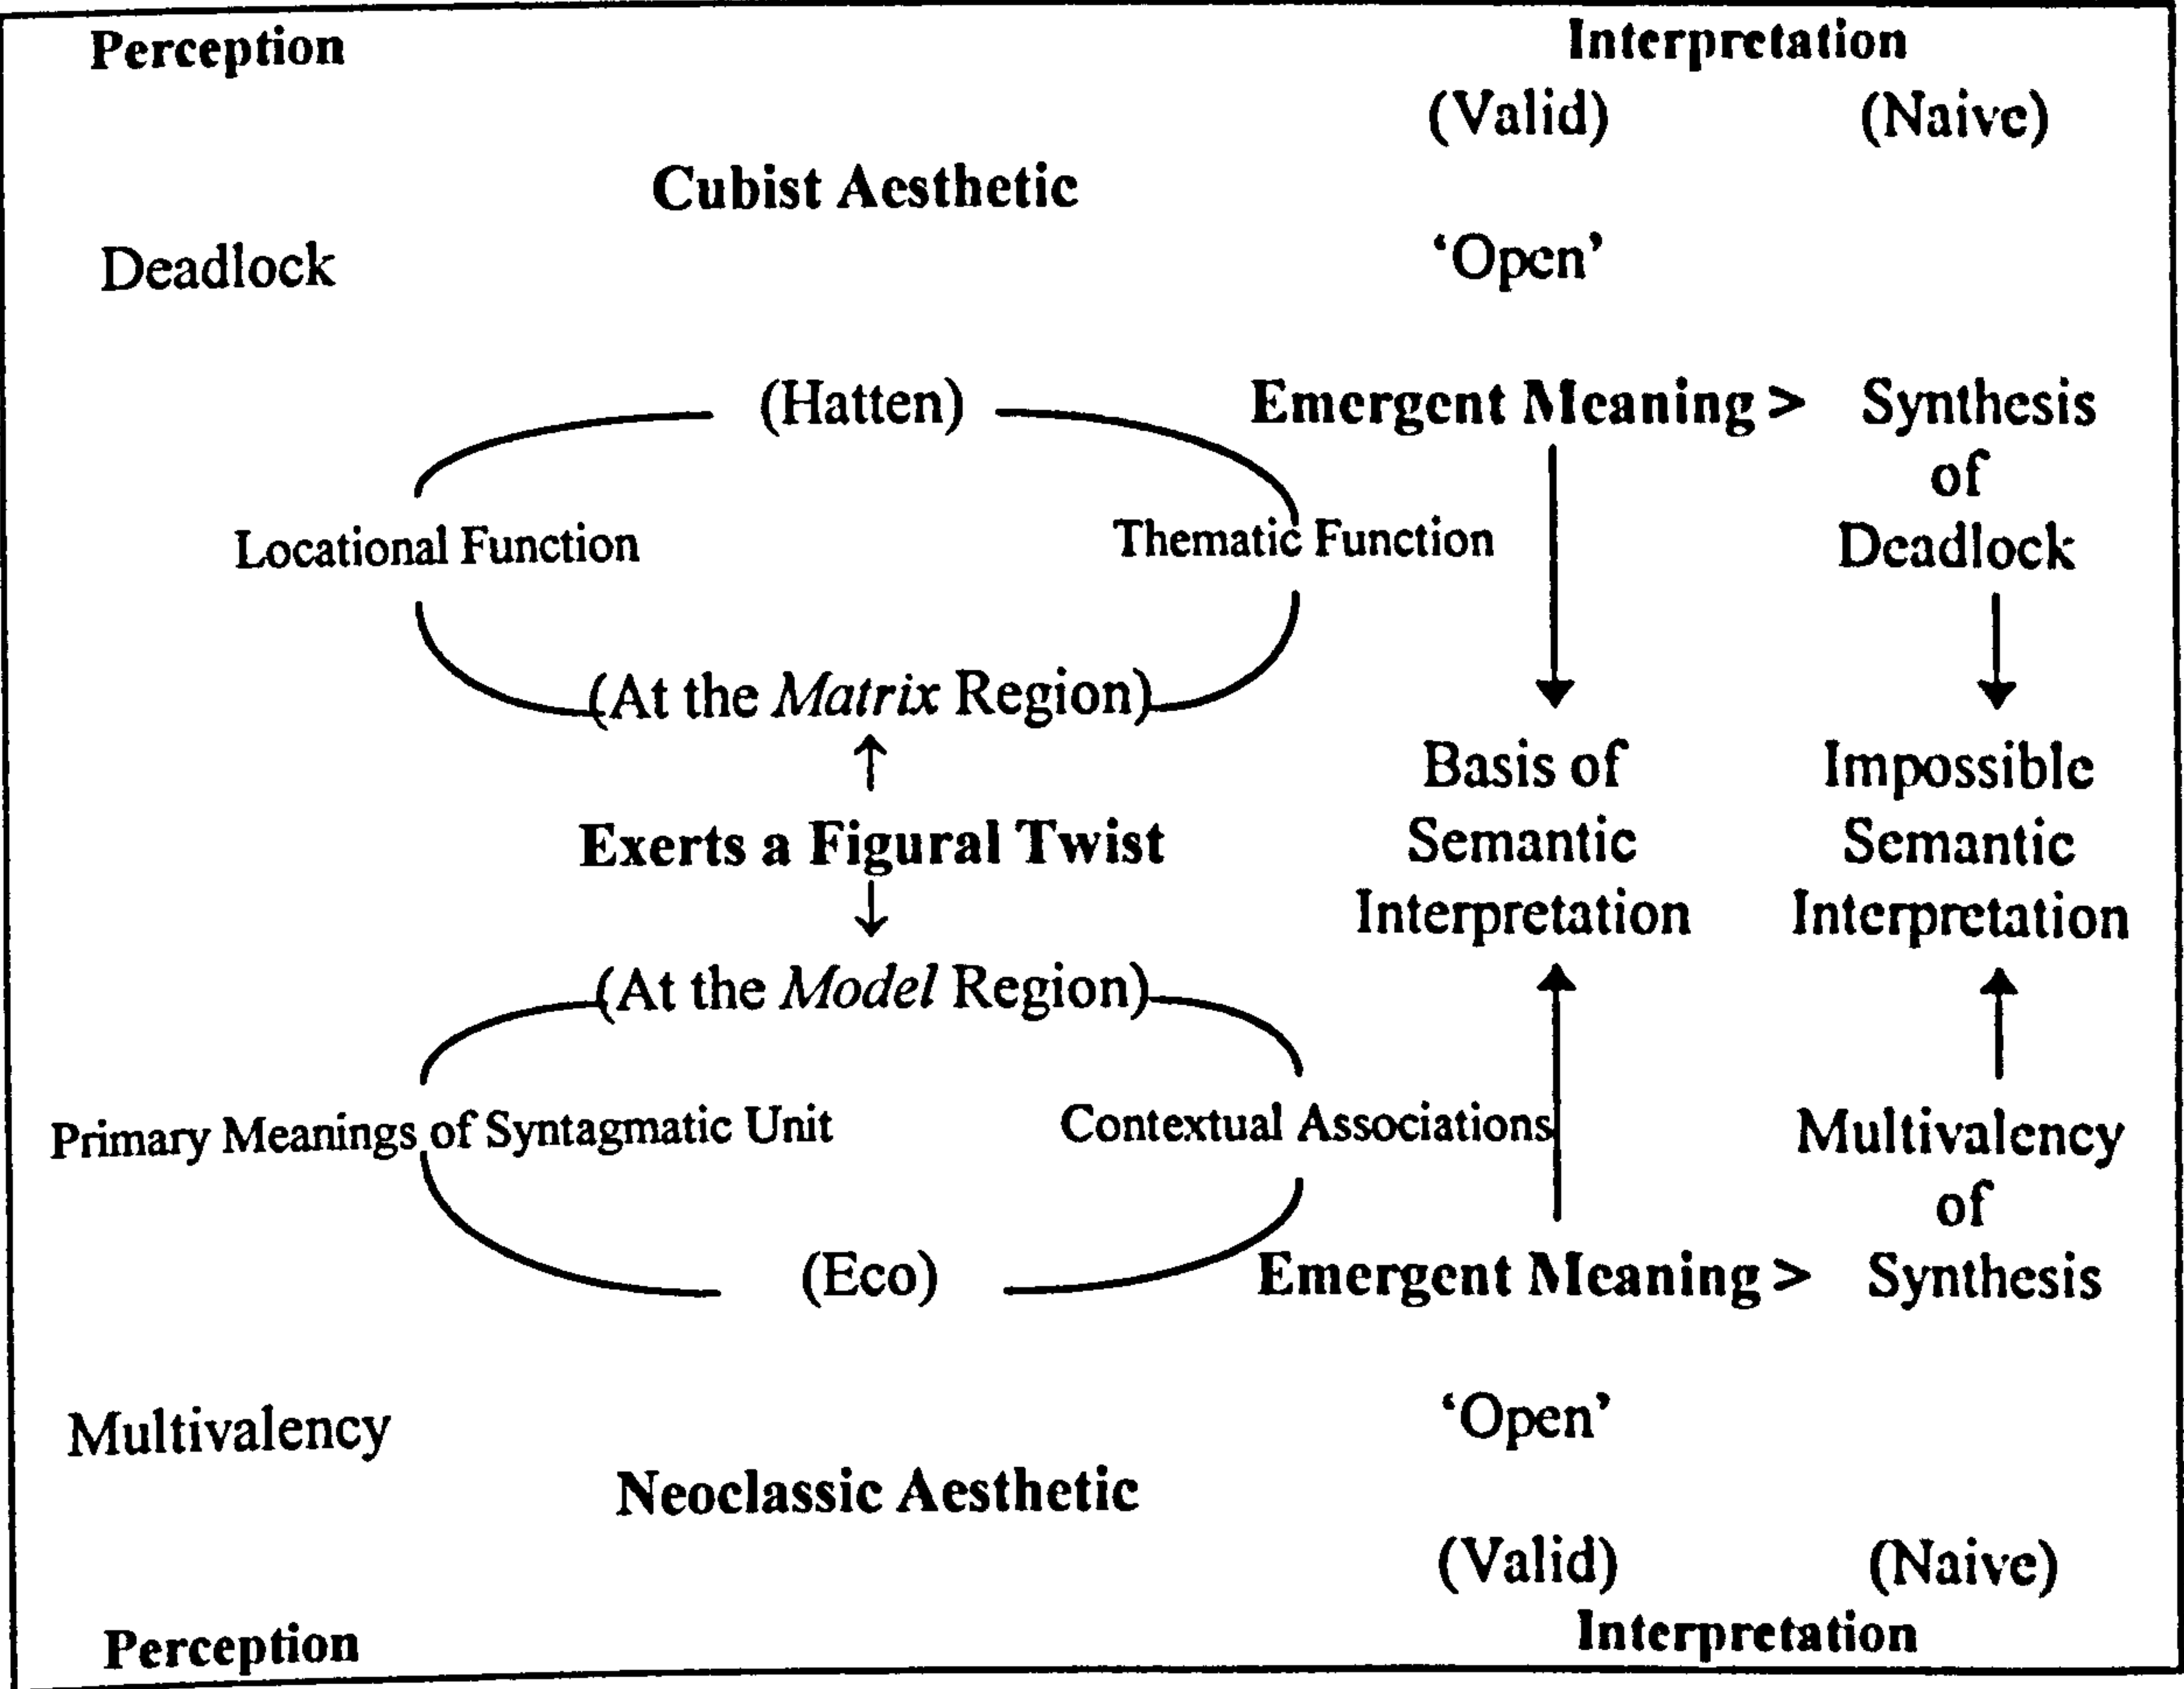 Perception Interpretation
(Valid) (Naive)
Cubist Aesthetic
Deadlock ‘Open’
(Hatten) Emergent Meaning > Synthesis
of
Locational Function Thematic Function Deadlock
(At the Matrix Region)
↑
Basis of Impossible
Exerts a Figural Twist Semantic Semantic
↓
Interpretation Interpretation
(At the Model Region)
Primary Meanings of Syntagmatic Unit Contextual Associations Multivalency
of
(Eco) Emergent Meaning > Synthesis
Multivalency ‘Open’
Neoclassic Aesthetic
(Valid) (Naive)
Perception Interpretation